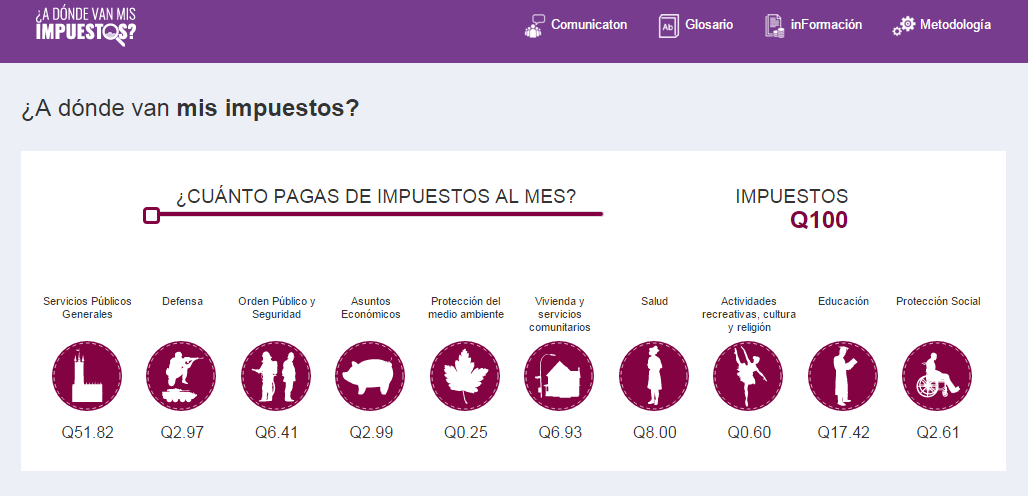 ¿A DÓNDE VAN MIS
IMPUESTOS?
Comunicaton
Ab
Glosario
inFormación
Metodología
¿A dónde van mis impuestos?
¿CUÁNTO PAGAS DE IMPUESTOS AL MES?
IMPUESTOS
Q100
Servicios Públicos
Generales
Defensa
Orden Público y
Seguridad
Asuntos
Económicos
Protección del
medio ambiente
Vivienda y
servicios
comunitarios
Salud
Actividades
recreativas, cultura
y religión
Educación
Protección Social
Q51.82
Q2.97
Q6.41
Q2.99
Q0.25
Q6.93
Q8.00
Q0.60
Q17.42
Q2.61